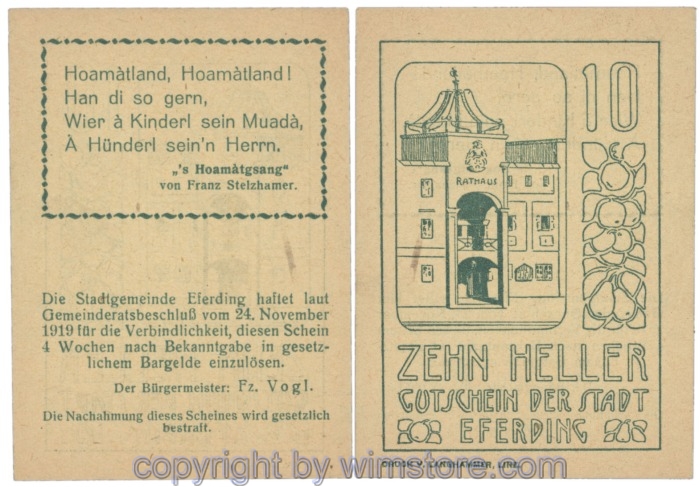 Hoamàtland, Hoamàtland!
Han di so gern,
Wier à Kinderl sein Muadà,
À Hünderl sein'n Herrn.
„'s Hoamàtgsang"
von Franz Stelzhamer.
Die Stadtgemeinde Eferding haftet laut
Gemeinderatsbeschluß vom 24. November
1919 für die Verbindlichkeit, diesen Schein
4 Wochen nach Bekanntgabe in gesetz-
lichem Bargelde einzulösen.
Der Bürgermeister: Fz. Vogl.
Die Nachahmung dieses Scheines wird gesetzlich
bestraft.
10
RATHAUS
ZEHN HELLER
GUTSCHEIN DER STADT
EFERDING
DRUCK V. LANGHAMMER, LINZ.
copyright by wimstore.com